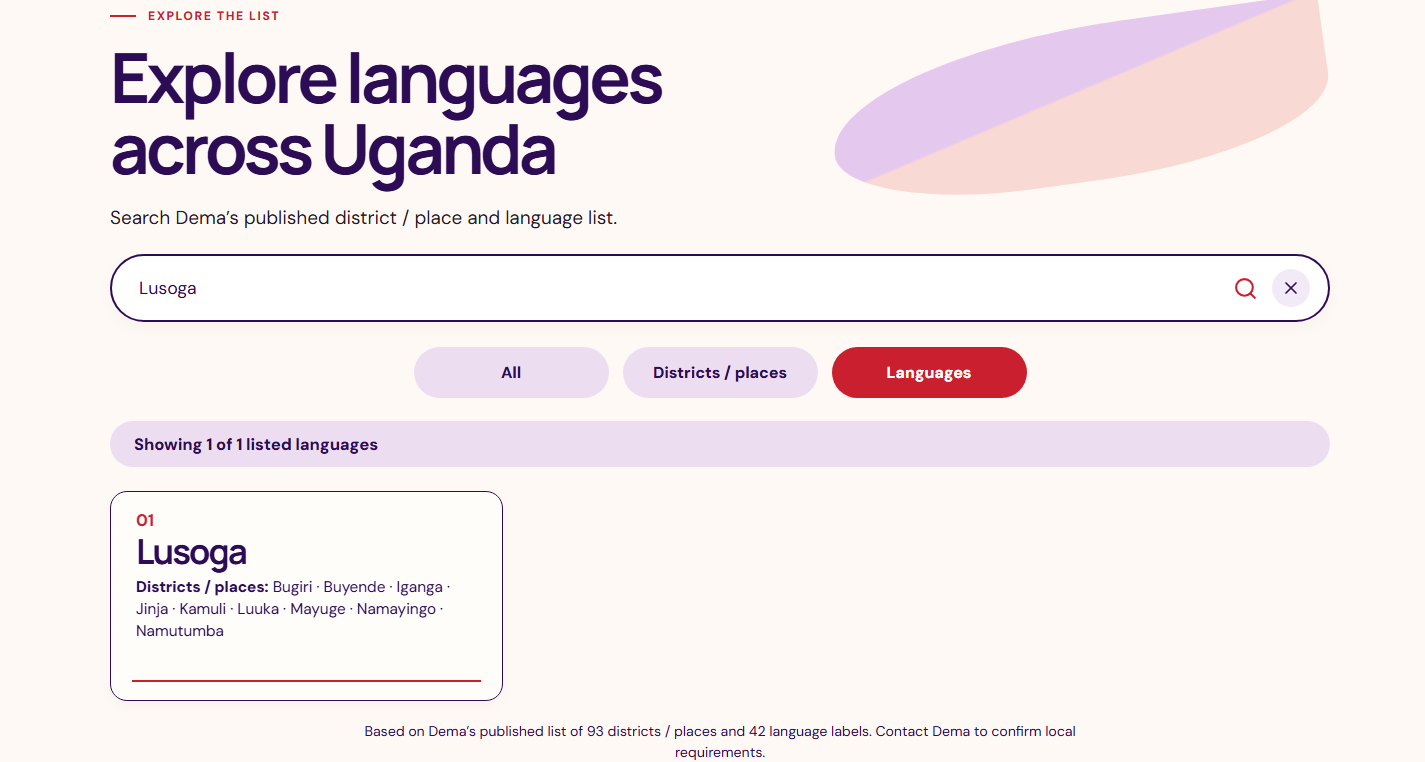 EXPLORE THE LIST
Explore languages
across Uganda
Search Dema’s published district / place and language list.
Lusoga
All
Districts / places
Languages
Showing 1 of 1 listed languages
01
Lusoga
Districts / places: Bugiri · Buyende · Iganga ·
Jinja · Kamuli · Luuka · Mayuge · Namayingo ·
Namutumba
Based on Dema’s published list of 93 districts / places and 42 language labels. Contact Dema to confirm local
requirements.